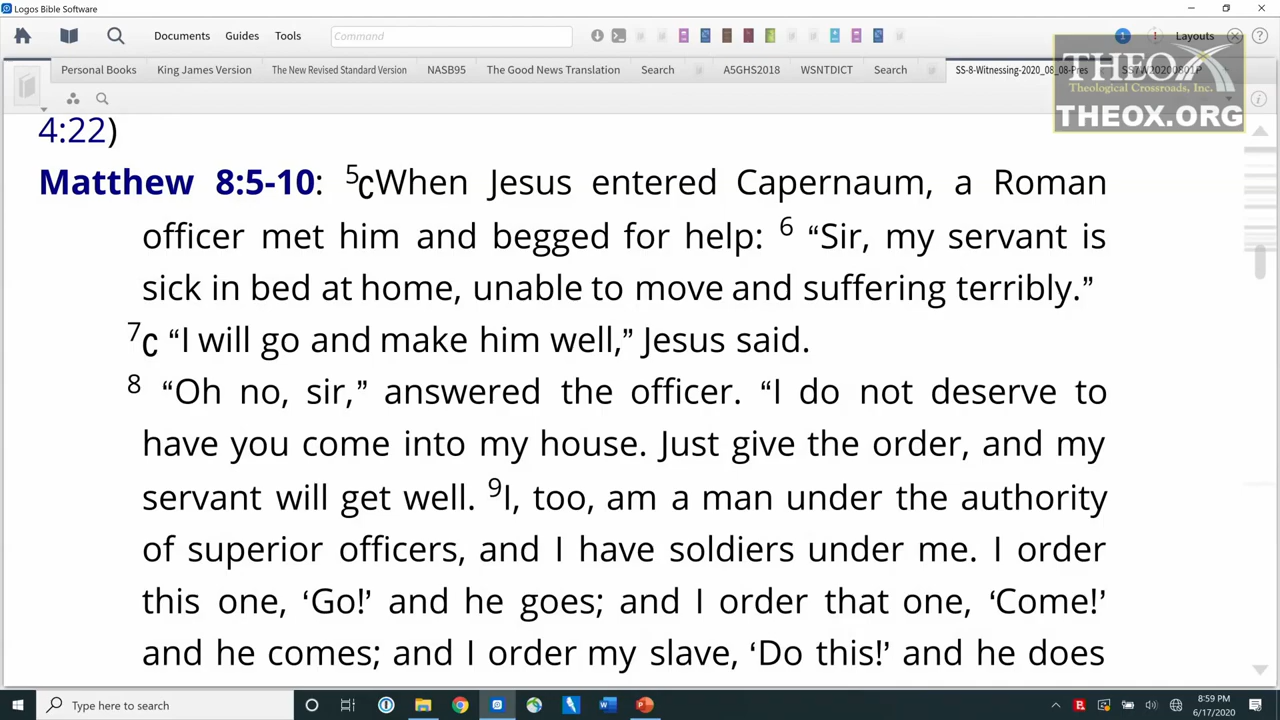 Logos Bible Software
Documents Guides Tools Command 1 Layouts
Personal Books King James Version The New Revised Stan The Good News Translation Search A5GHS2018 WSNTDICT Search SS-8-Witnessing-2020_08_08-Pres
THEOX
Theological Crossroads, Inc.
THEOX.ORG
4:22)
Matthew 8:5-10: 5cWhen Jesus entered Capernaum, a Roman
officer met him and begged for help: 6 “Sir, my servant is
sick in bed at home, unable to move and suffering terribly.”
7c “I will go and make him well,” Jesus said.
8 “Oh no, sir,” answered the officer. “I do not deserve to
have you come into my house. Just give the order, and my
servant will get well. 9I, too, am a man under the authority
of superior officers, and I have soldiers under me. I order
this one, ‘Go!’ and he goes; and I order that one, ‘Come!’
and he comes; and I order my slave, ‘Do this!’ and he does
Type here to search
8:59 PM
6/17/2020